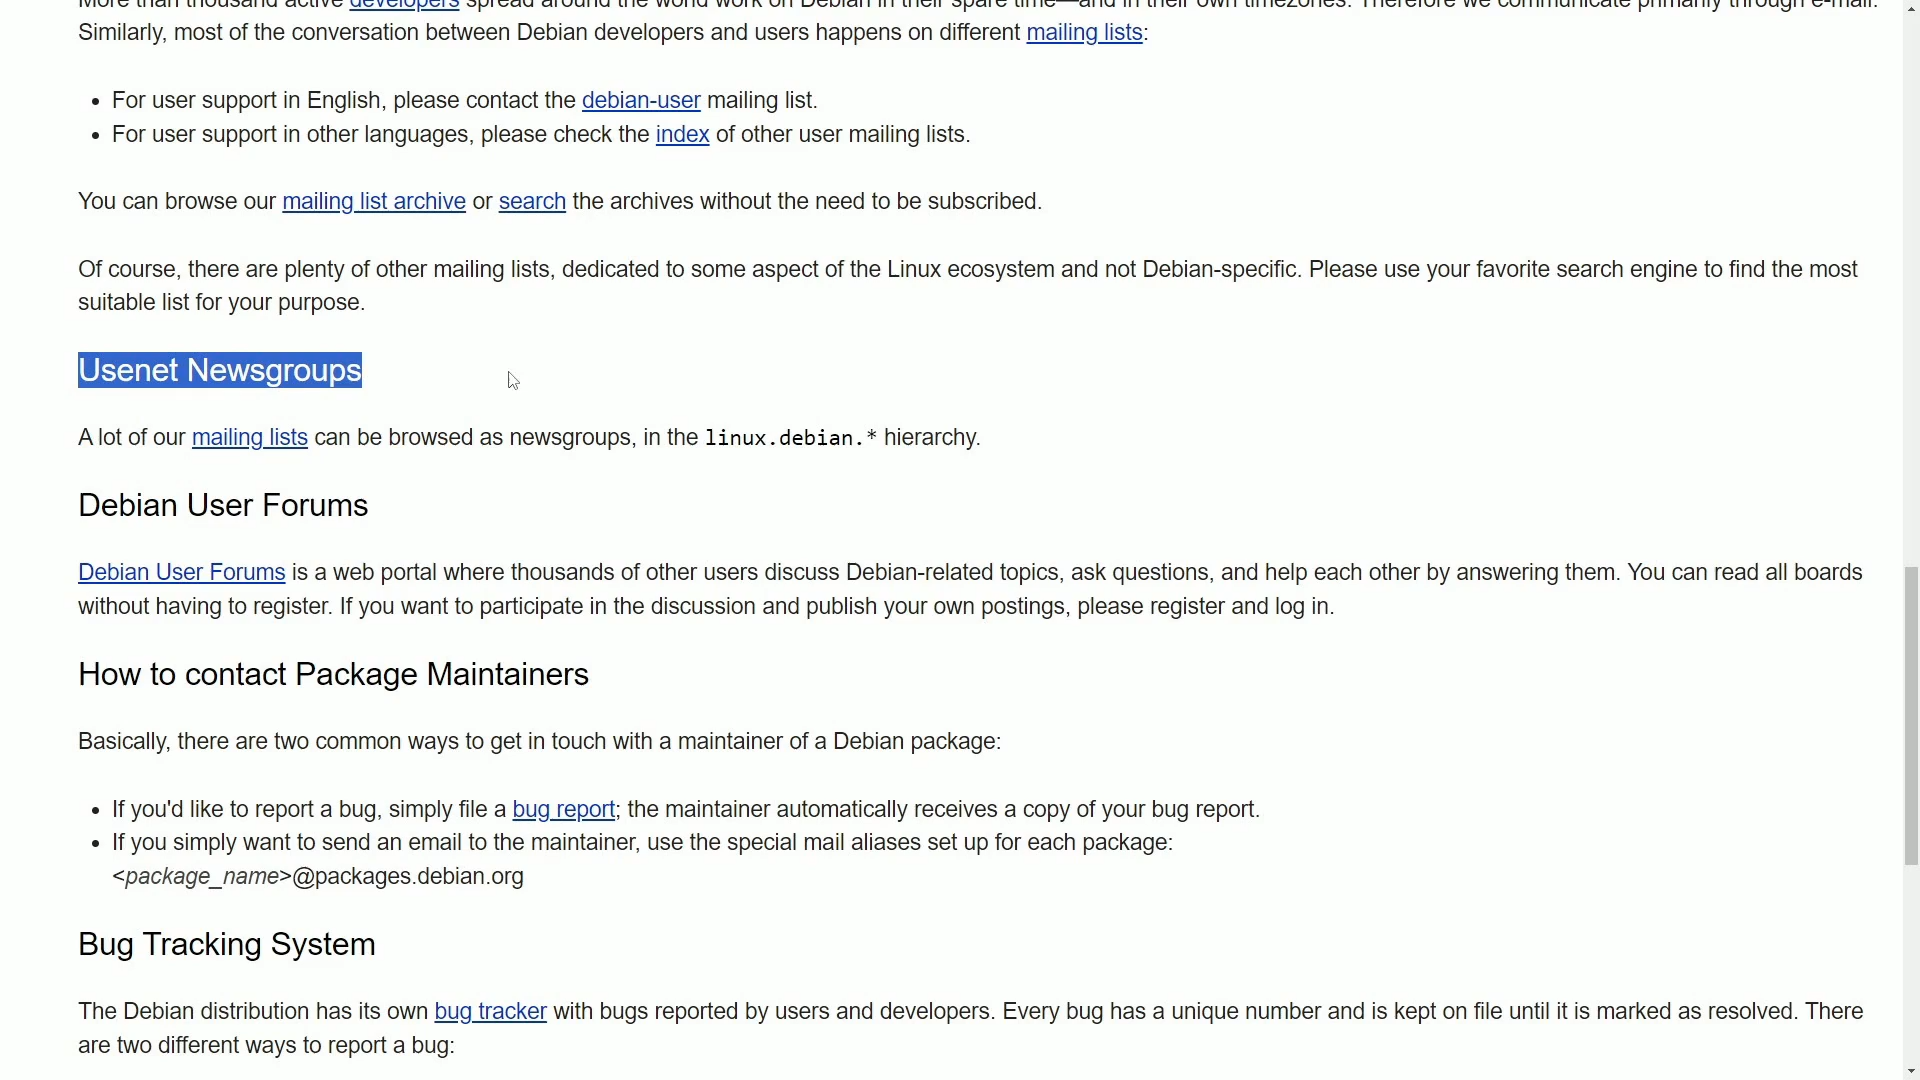 More than thousand active developers spread around the world work on Debian in their spare time—and in their own timezones. Therefore we communicate primarily through e-mail.
Similarly, most of the conversation between Debian developers and users happens on different mailing lists:
• For user support in English, please contact the debian-user mailing list.
• For user support in other languages, please check the index of other user mailing lists.
You can browse our mailing list archive or search the archives without the need to be subscribed.
Of course, there are plenty of other mailing lists, dedicated to some aspect of the Linux ecosystem and not Debian-specific. Please use your favorite search engine to find the most
suitable list for your purpose.
Usenet Newsgroups
A lot of our mailing lists can be browsed as newsgroups, in the linux.debian.* hierarchy.
Debian User Forums
Debian User Forums is a web portal where thousands of other users discuss Debian-related topics, ask questions, and help each other by answering them. You can read all boards
without having to register. If you want to participate in the discussion and publish your own postings, please register and log in.
How to contact Package Maintainers
Basically, there are two common ways to get in touch with a maintainer of a Debian package:
• If you'd like to report a bug, simply file a bug report; the maintainer automatically receives a copy of your bug report.
• If you simply want to send an email to the maintainer, use the special mail aliases set up for each package:
<package_name>@packages.debian.org
Bug Tracking System
The Debian distribution has its own bug tracker with bugs reported by users and developers. Every bug has a unique number and is kept on file until it is marked as resolved. There
are two different ways to report a bug: